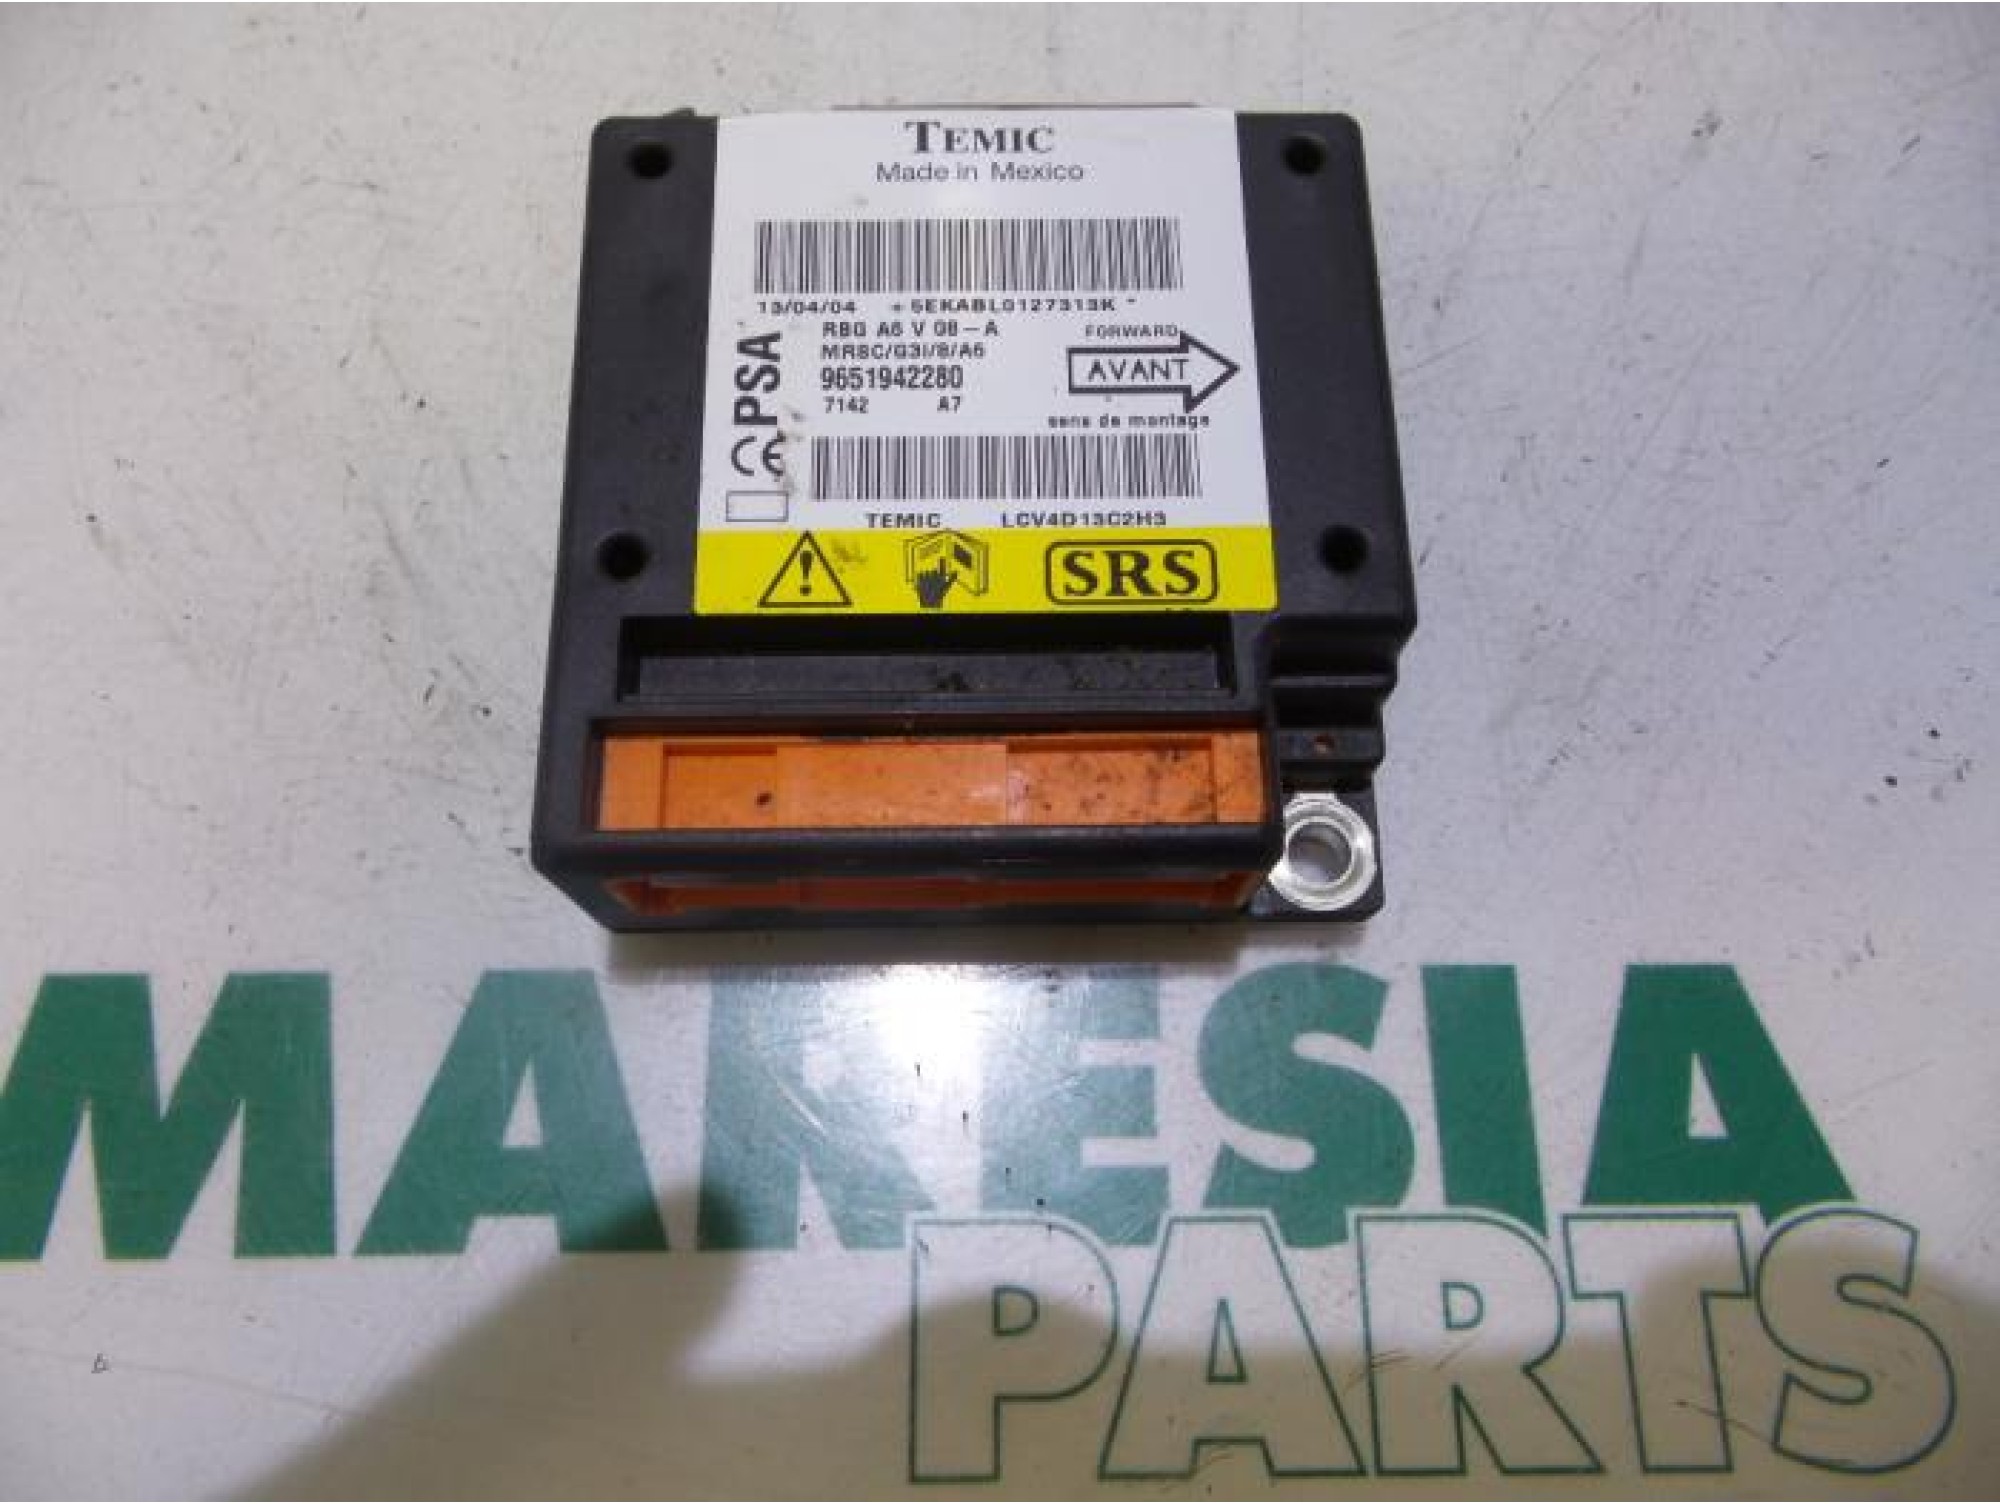 TEMIC
Made in Mexico
13/04/04 +5EKABL0127313K
RBG A6 V 08-A
MRSC/G3I/8/A6
9651942280
7142 A7
PSA
CE
FORWARD
AVANT
sens de montage
TEMIC LCV4D13C2H3
SRS
MAKESIA
PARTS